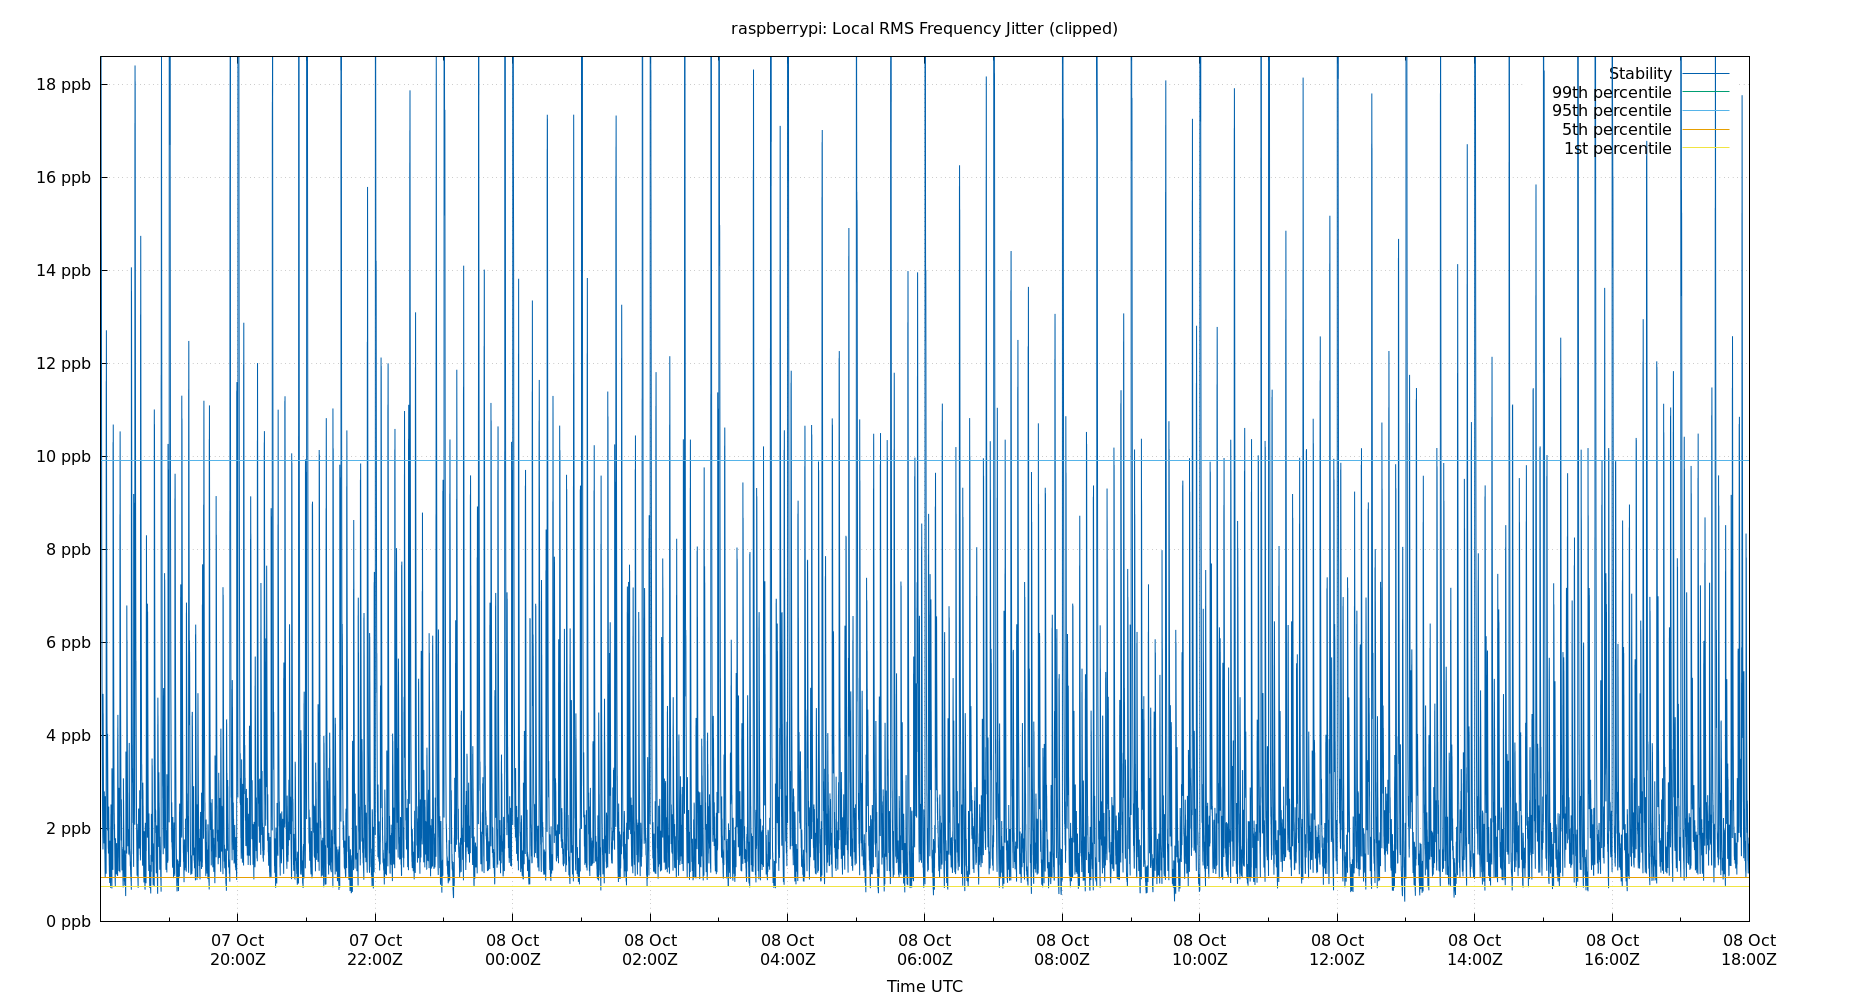 raspberrypi: Local RMS Frequency Jitter (clipped)
18 ppb
16 ppb
14 ppb
12 ppb
10 ppb
8 ppb
6 ppb
4 ppb
2 ppb
0 ppb
Stability
99th percentile
95th percentile
5th percentile
1st percentile
07 Oct
20:00Z
07 Oct
22:00Z
08 Oct
00:00Z
08 Oct
02:00Z
08 Oct
04:00Z
08 Oct
06:00Z
08 Oct
08:00Z
08 Oct
10:00Z
08 Oct
12:00Z
08 Oct
14:00Z
08 Oct
16:00Z
08 Oct
18:00Z
Time UTC